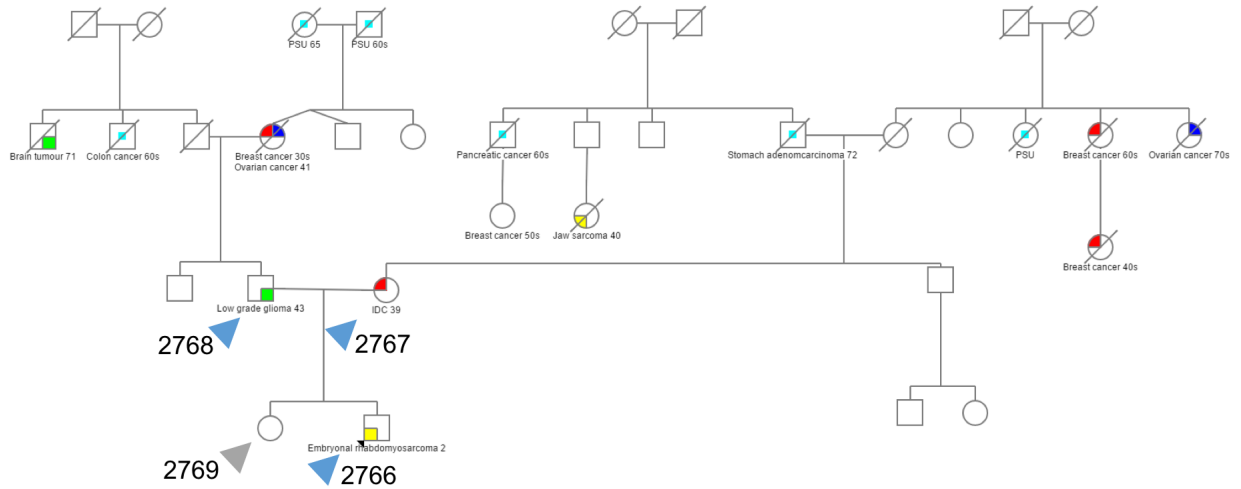 PSU 65
PSU 60s
Brain tumour 71
Colon cancer 60s
Breast cancer 30s
Ovarian cancer 41
Pancreatic cancer 60s
Stomach adenomcarcinoma 72
PSU
Breast cancer 60s
Ovarian cancer 70s
Breast cancer 50s
Jaw sarcoma 40
Breast cancer 40s
Low grade glioma 43
IDC 39
2768
2767
Embryonal rhabdomyosarcoma 2
2769
2766